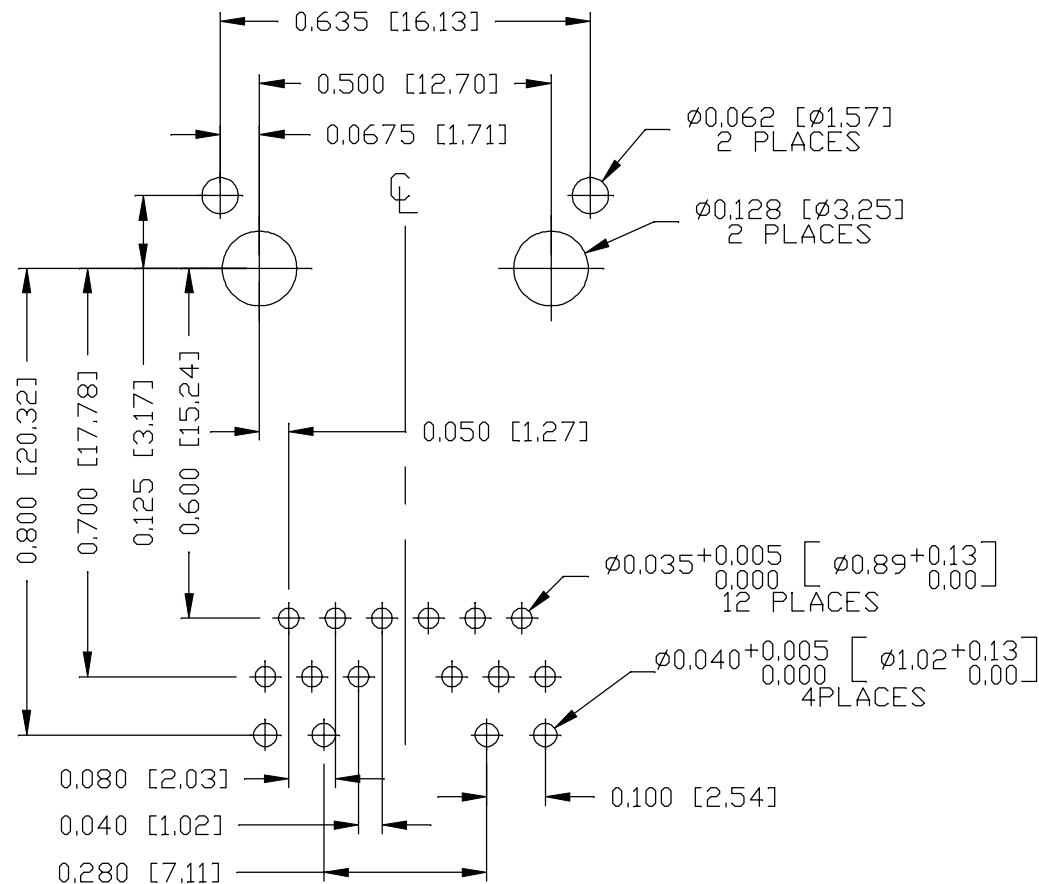 0.635 [16.13]
0.500 [12.70]
0.0675 [1.71]
Ø0.062 [Ø1.57]
2 PLACES
CL
Ø0.128 [Ø3.25]
2 PLACES
0.800 [20.32]
0.700 [17.78]
0.125 [3.17]
0.600 [15.24]
0.050 [1.27]
Ø0.035+0.005 [Ø0.89+0.13]
0.000 0.00
12 PLACES
Ø0.040+0.005 [Ø1.02+0.13]
0.000 0.00
4PLACES
0.080 [2.03]
0.100 [2.54]
0.040 [1.02]
0.280 [7.11]